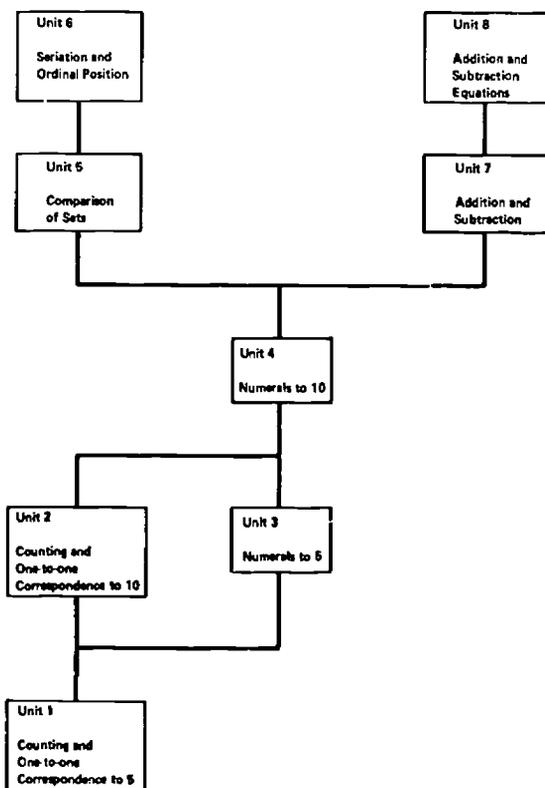 Unit 6
Seriation and
Ordinal Position
Unit 8
Addition and
Subtraction
Equations
Unit 5
Comparison
of Sets
Unit 7
Addition and
Subtraction
Unit 4
Numerals to 10
Unit 2
Counting and
One-to-one
Correspondence to 10
Unit 3
Numerals to 5
Unit 1
Counting and
One-to-one
Correspondence to 5